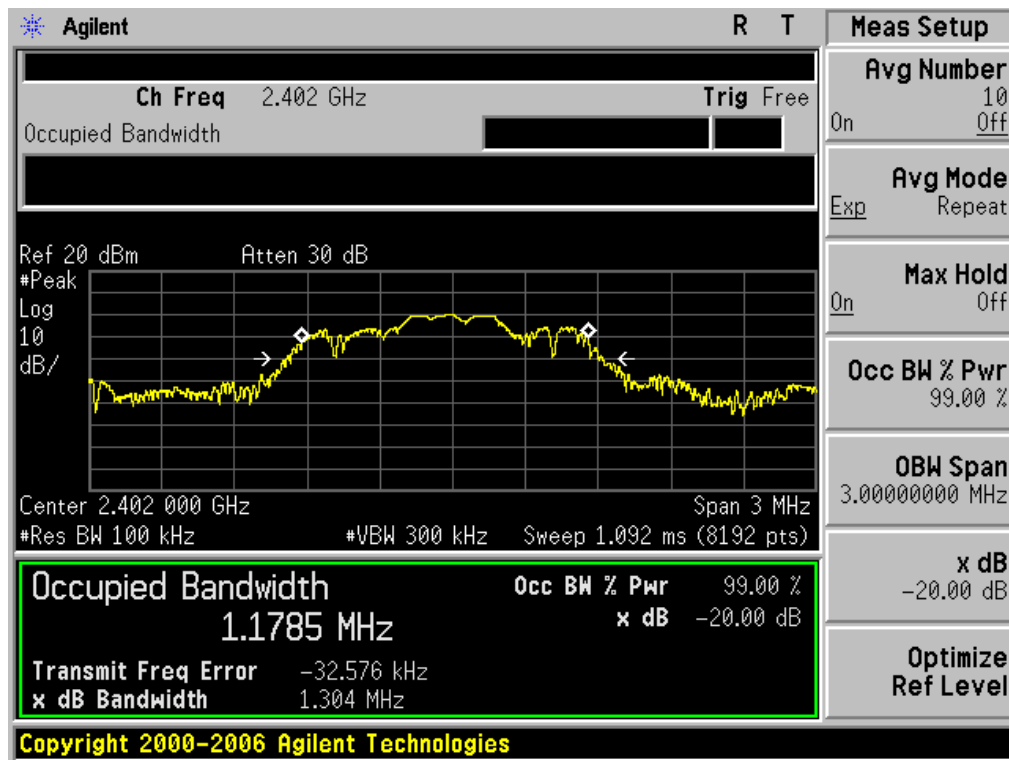 Agilent R T
Ch Freq 2.402 GHz Trig Free
Occupied Bandwidth
Ref 20 dBm Atten 30 dB
#Peak
Log
10
dB/
Center 2.402 000 GHz Span 3 MHz
#Res BW 100 kHz #VBW 300 kHz Sweep 1.092 ms (8192 pts)
Occupied Bandwidth Occ BW % Pwr 99.00 %
1.1785 MHz x dB -20.00 dB
Transmit Freq Error -32.576 kHz
x dB Bandwidth 1.304 MHz
Copyright 2000-2006 Agilent Technologies
Meas Setup
Avg Number
10
On Off
Avg Mode
Exp Repeat
Max Hold
On Off
Occ BW % Pwr
99.00 %
OBW Span
3.00000000 MHz
x dB
-20.00 dB
Optimize
Ref Level